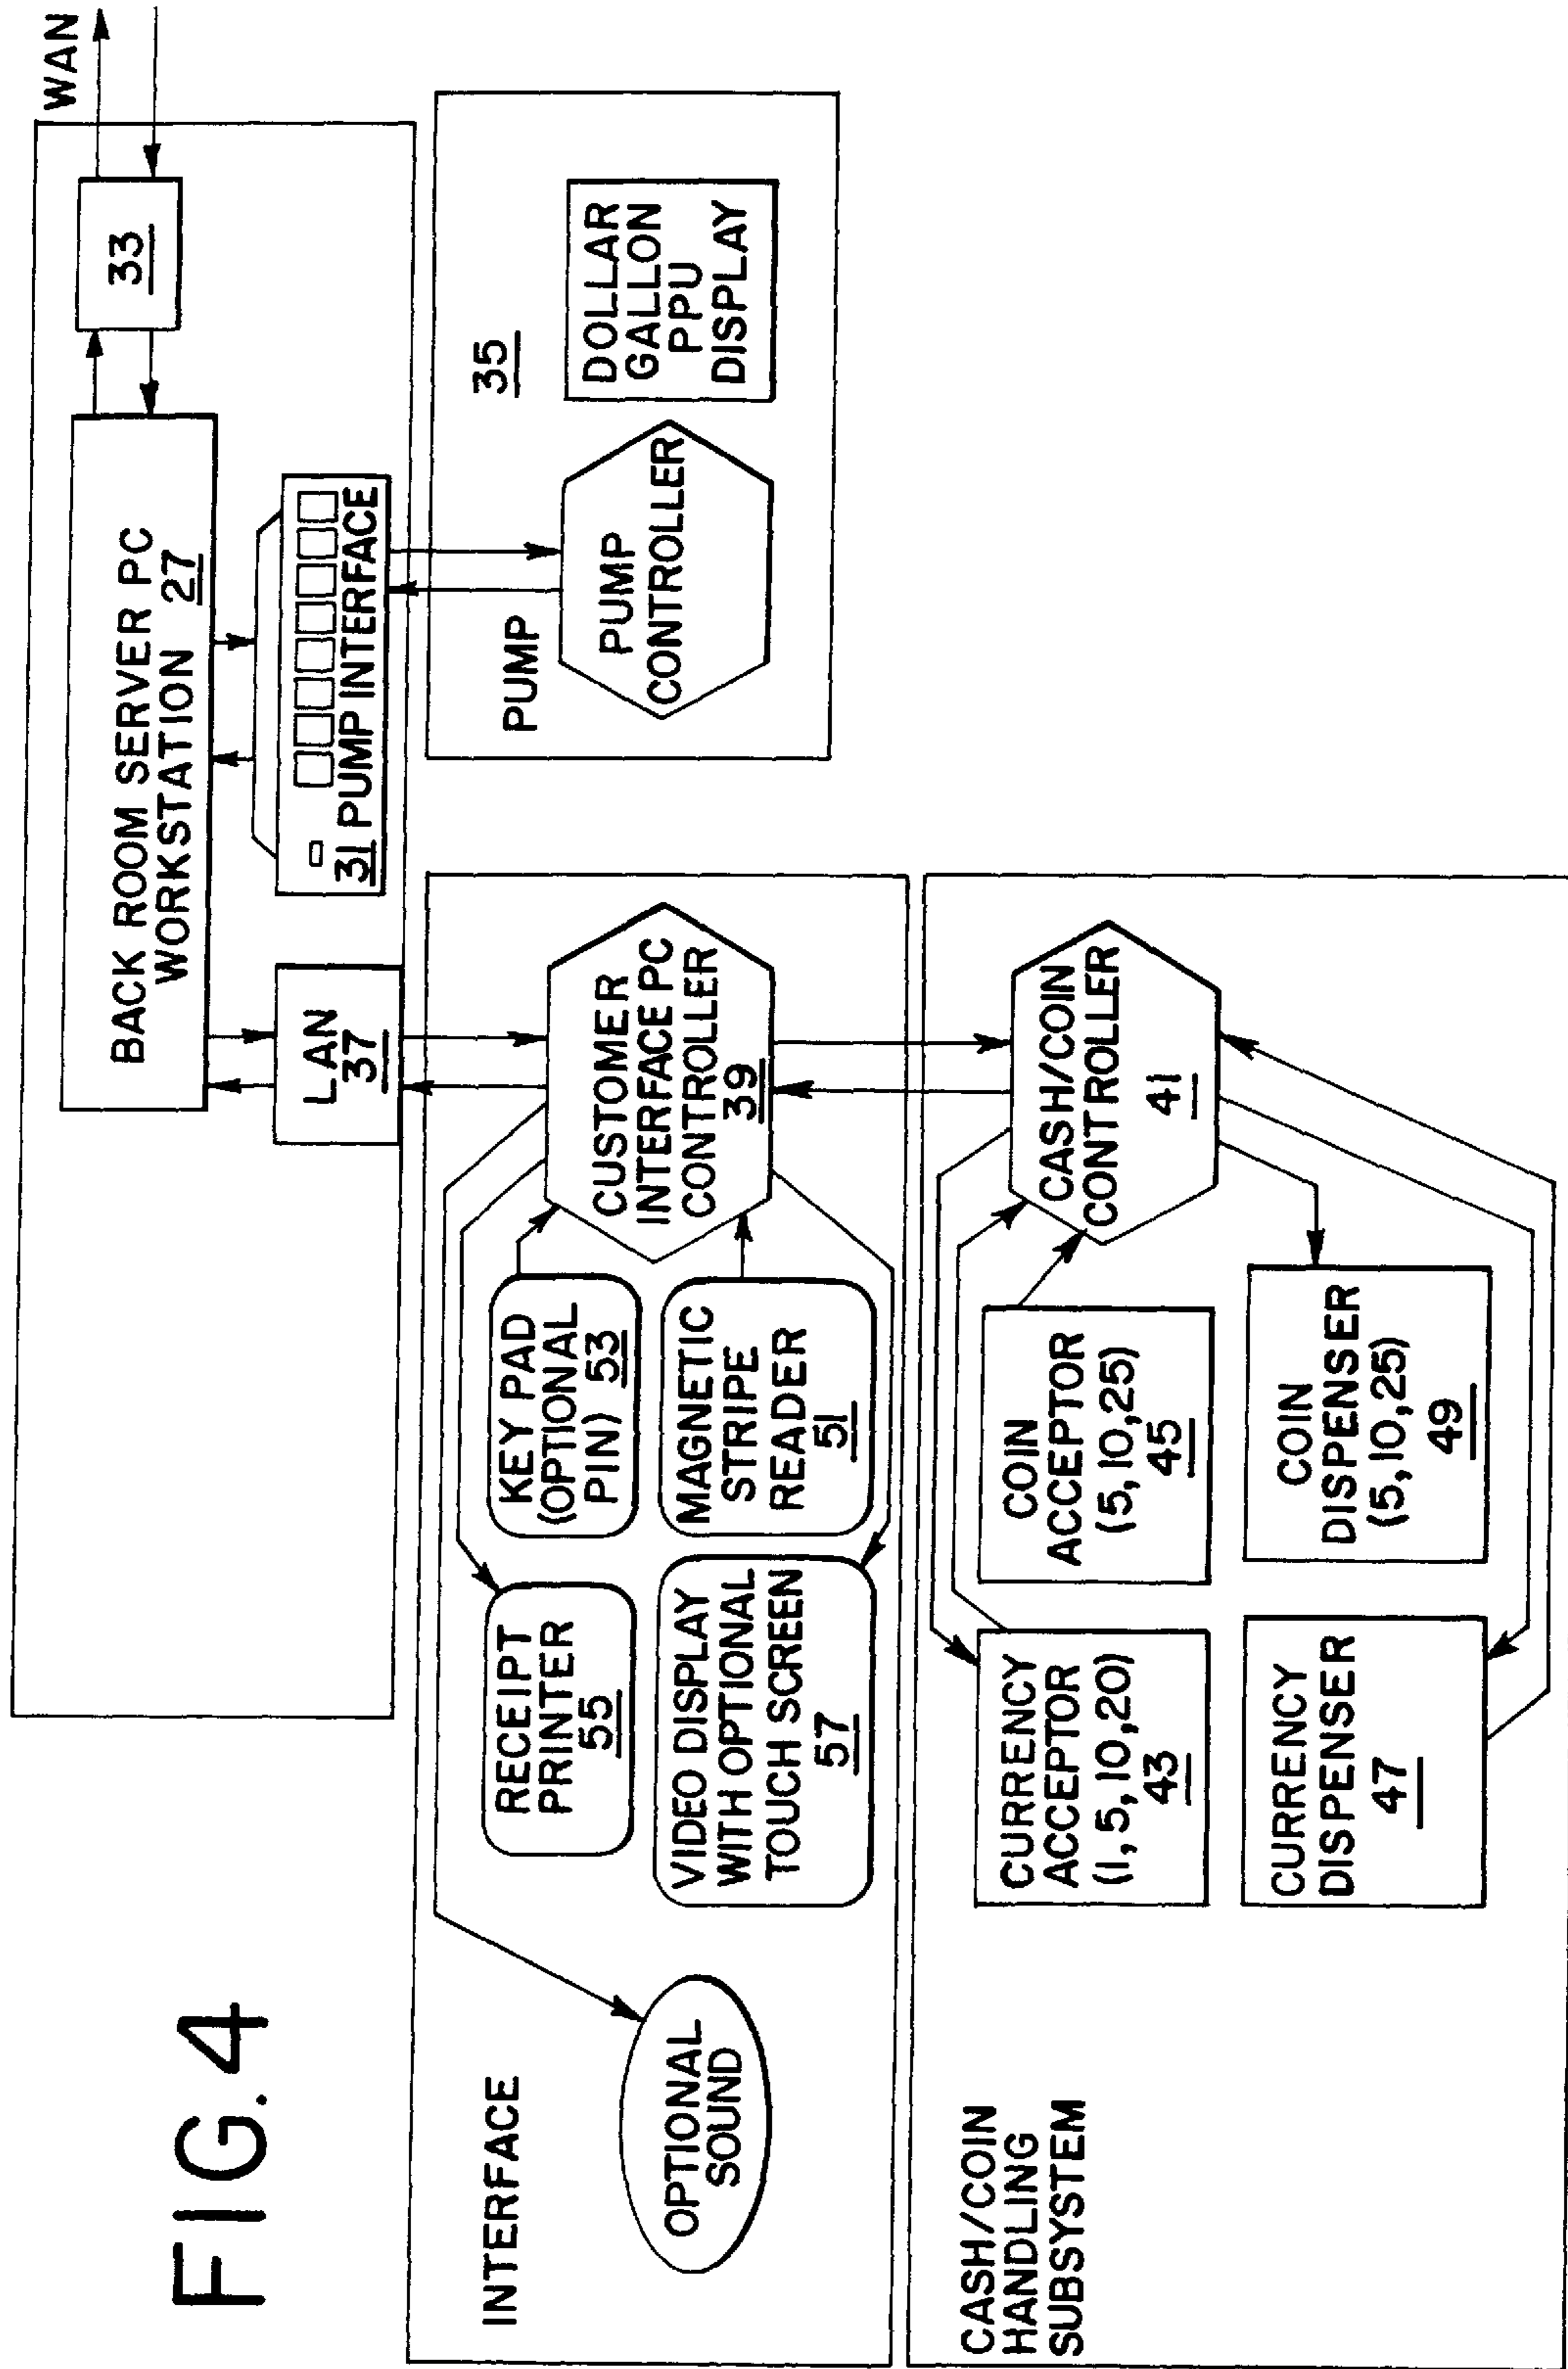 FIG. 4
WAN
BACK ROOM SERVER PC
WORKSTATION 27
33
LAN
37
31 PUMP INTERFACE
INTERFACE
OPTIONAL
SOUND
RECEIPT
PRINTER
55
KEY PAD
(OPTIONAL
PIN) 53
VIDEO DISPLAY
WITH OPTIONAL
TOUCH SCREEN
57
MAGNETIC
STRIPE
READER
51
CUSTOMER
INTERFACE PC
CONTROLLER
39
PUMP
35
PUMP
CONTROLLER
DOLLAR
GALLON
PPU
DISPLAY
CASH/COIN
HANDLING
SUBSYSTEM
CURRENCY
ACCEPTOR
(1,5,10,20)
43
COIN
ACCEPTOR
(5,10,25)
45
CASH/COIN
CONTROLLER
41
CURRENCY
DISPENSER
47
COIN
DISPENSER
(5,10,25)
49